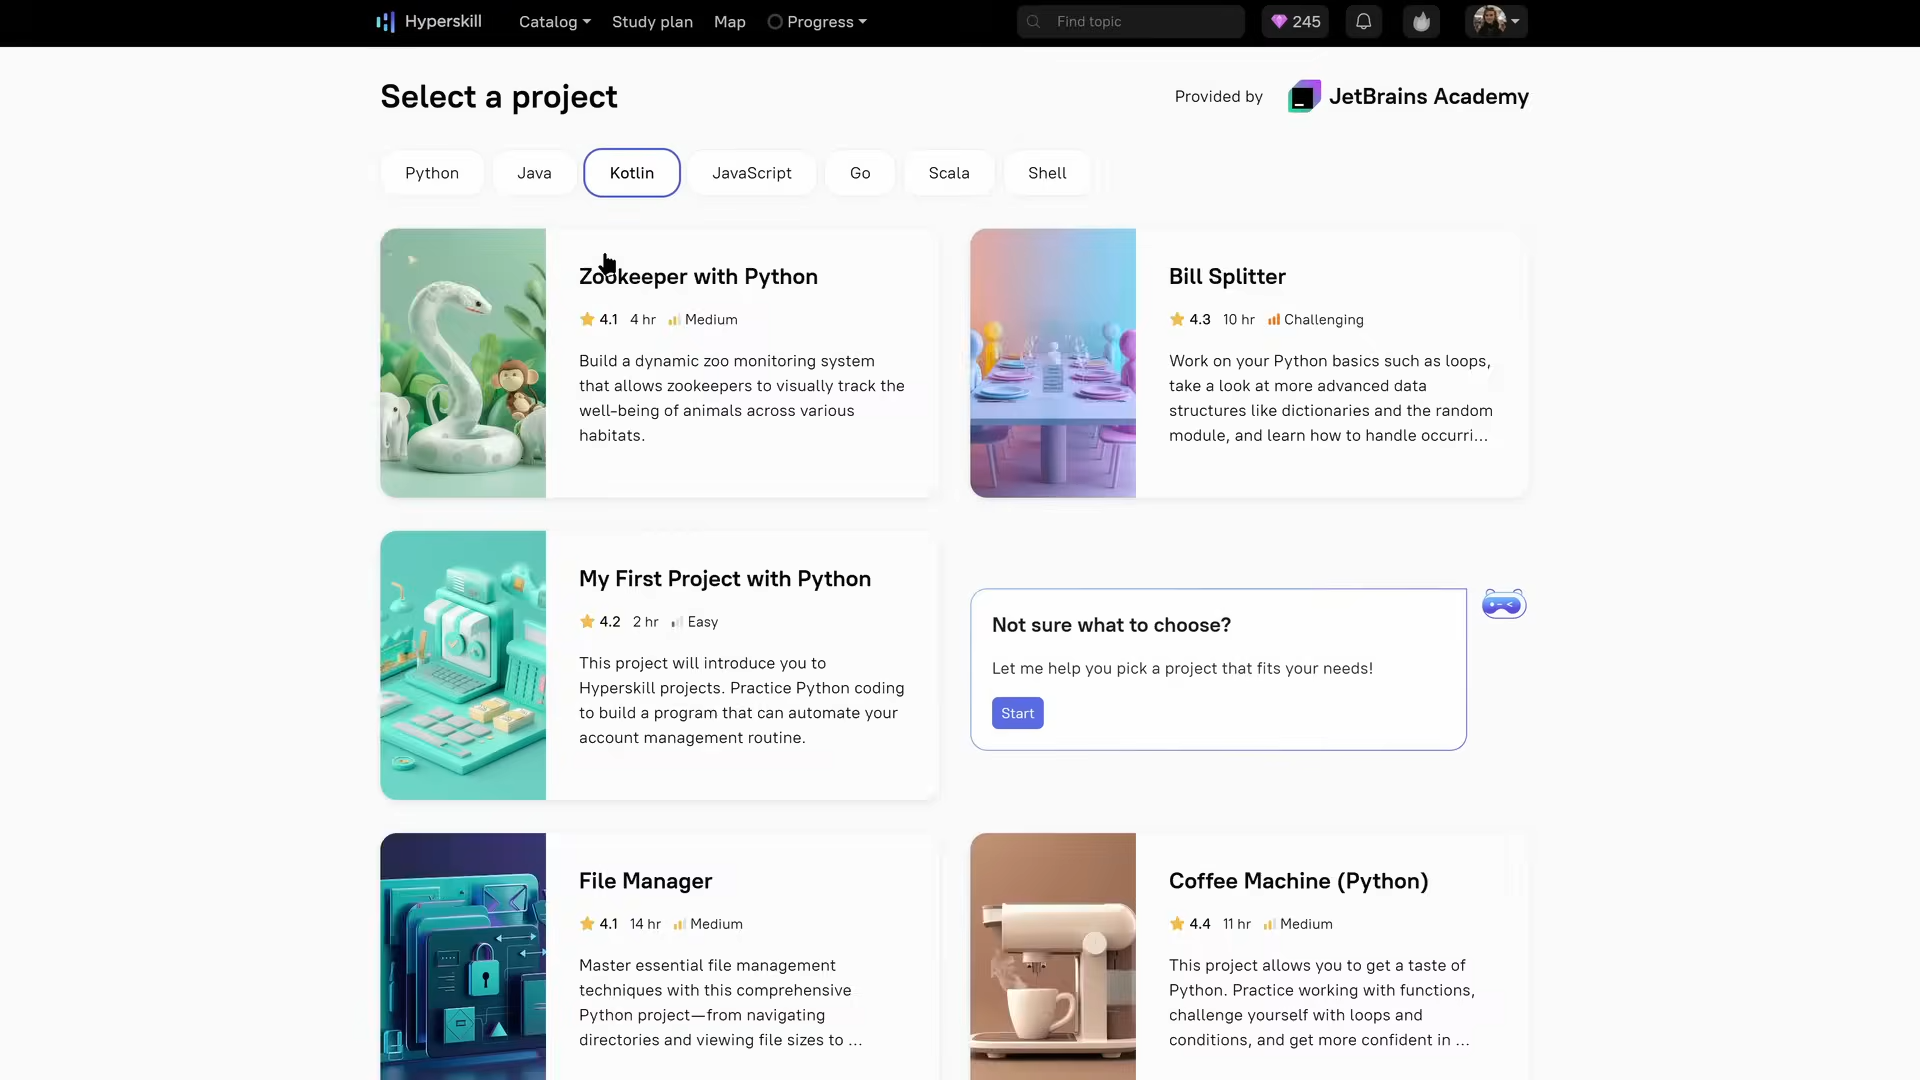 Hyperskill Catalog Study plan Map Progress Find topic 245
Select a project
Provided by JetBrains Academy
Python Java Kotlin JavaScript Go Scala Shell
Zookeeper with Python
4.1 4 hr Medium
Build a dynamic zoo monitoring system
that allows zookeepers to visually track the
well-being of animals across various
habitats.
Bill Splitter
4.3 10 hr Challenging
Work on your Python basics such as loops,
take a look at more advanced data
structures like dictionaries and the random
module, and learn how to handle occurri...
My First Project with Python
4.2 2 hr Easy
This project will introduce you to
Hyperskill projects. Practice Python coding
to build a program that can automate your
account management routine.
Not sure what to choose?
Let me help you pick a project that fits your needs!
Start
File Manager
4.1 14 hr Medium
Master essential file management
techniques with this comprehensive
Python project—from navigating
directories and viewing file sizes to ...
Coffee Machine (Python)
4.4 11 hr Medium
This project allows you to get a taste of
Python. Practice working with functions,
challenge yourself with loops and
conditions, and get more confident in ...